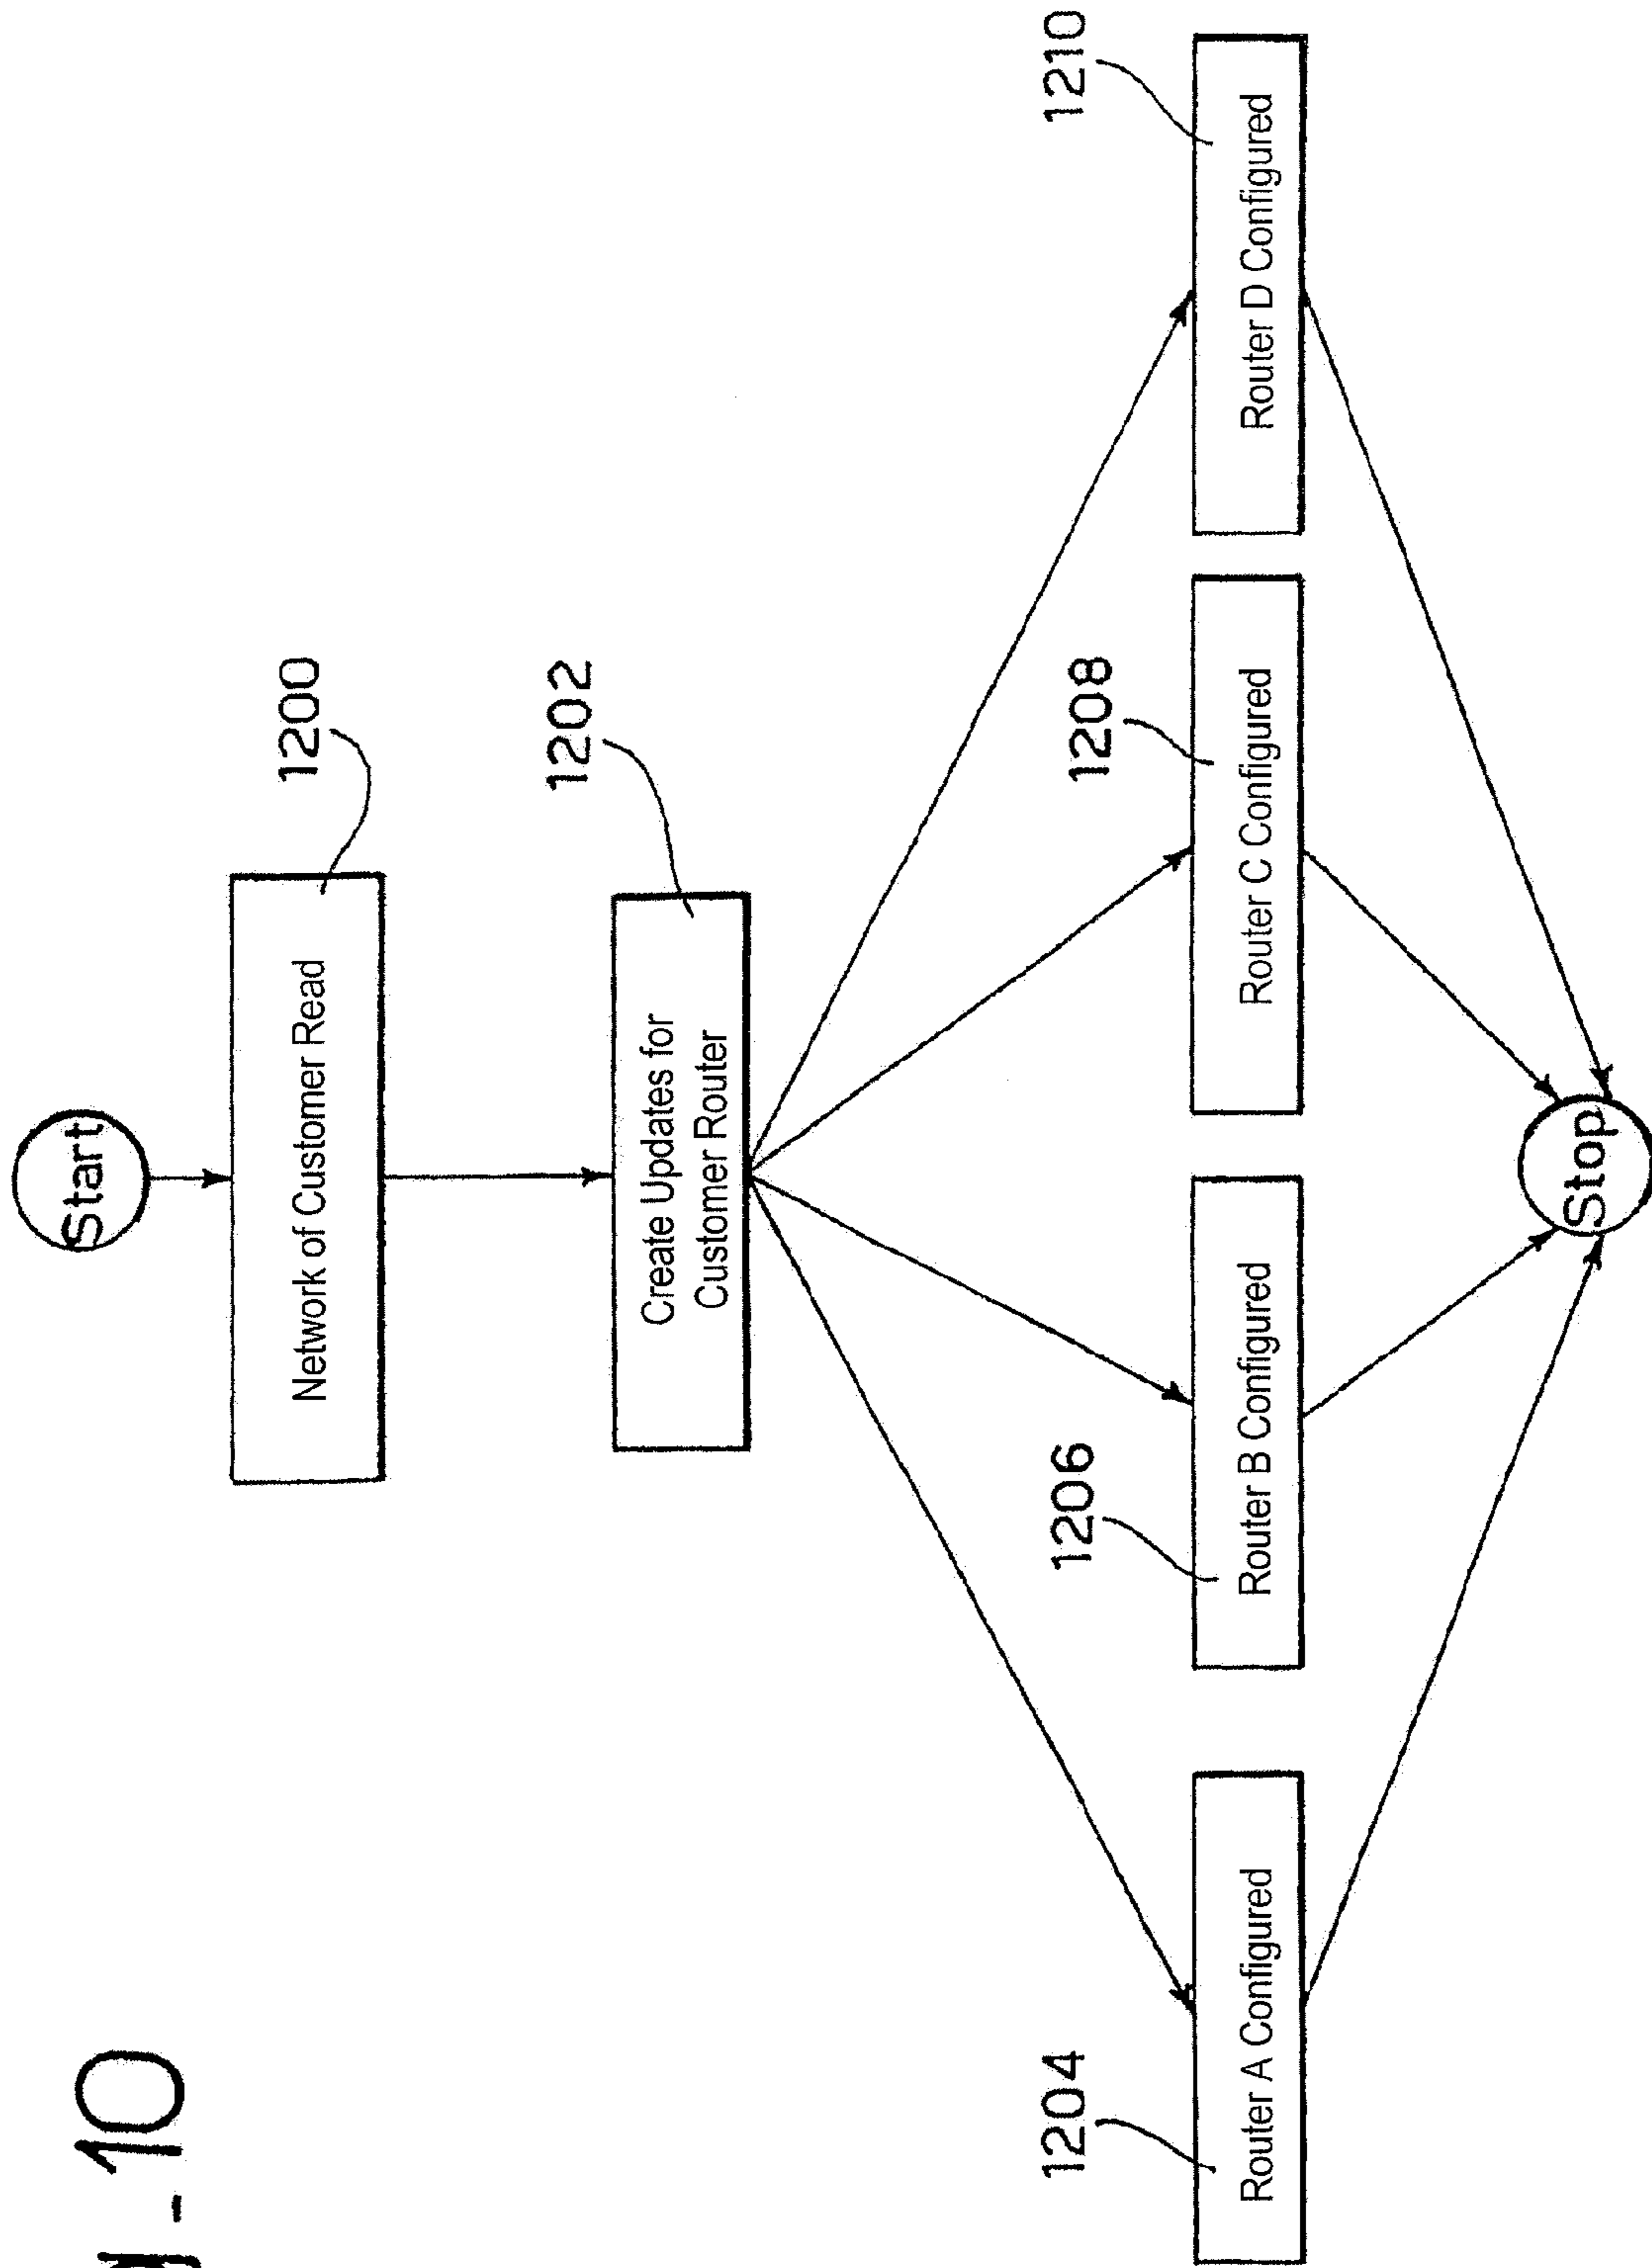 Start
1200
Network of Customer Read
1202
Create Updates for
Customer Router
1204
Router A Configured
1206
Router B Configured
1208
Router C Configured
1210
Router D Configured
Stop
- 10